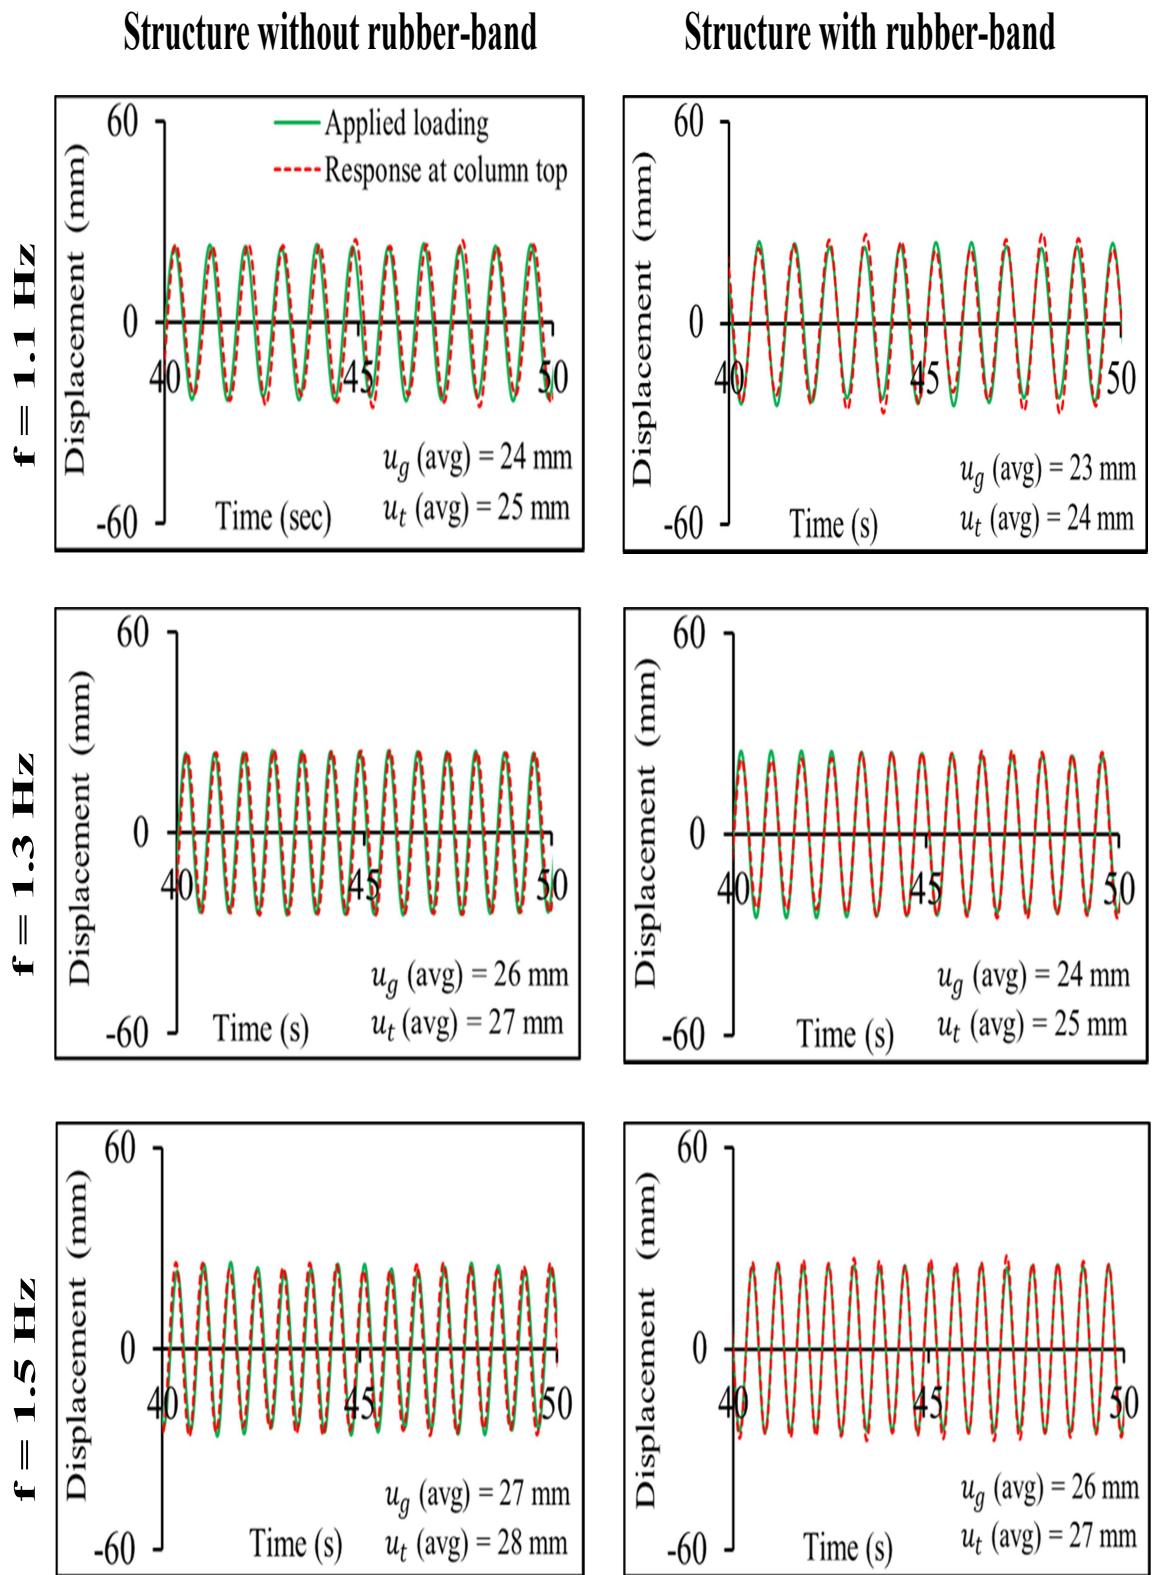 Structure without rubber-band
Structure with rubber-band
f = 1.1 Hz
Displacement (mm)
60
0
-60
Applied loading
Response at column top
40
45
50
u_g (avg) = 24 mm
u_t (avg) = 25 mm
Time (sec)
Displacement (mm)
60
0
-60
40
45
50
u_g (avg) = 23 mm
u_t (avg) = 24 mm
Time (s)
f = 1.3 Hz
Displacement (mm)
60
0
-60
40
45
50
u_g (avg) = 26 mm
u_t (avg) = 27 mm
Time (s)
Displacement (mm)
60
0
-60
40
45
50
u_g (avg) = 24 mm
u_t (avg) = 25 mm
Time (s)
f = 1.5 Hz
Displacement (mm)
60
0
-60
40
45
50
u_g (avg) = 27 mm
u_t (avg) = 28 mm
Time (s)
Displacement (mm)
60
0
-60
40
45
50
u_g (avg) = 26 mm
u_t (avg) = 27 mm
Time (s)